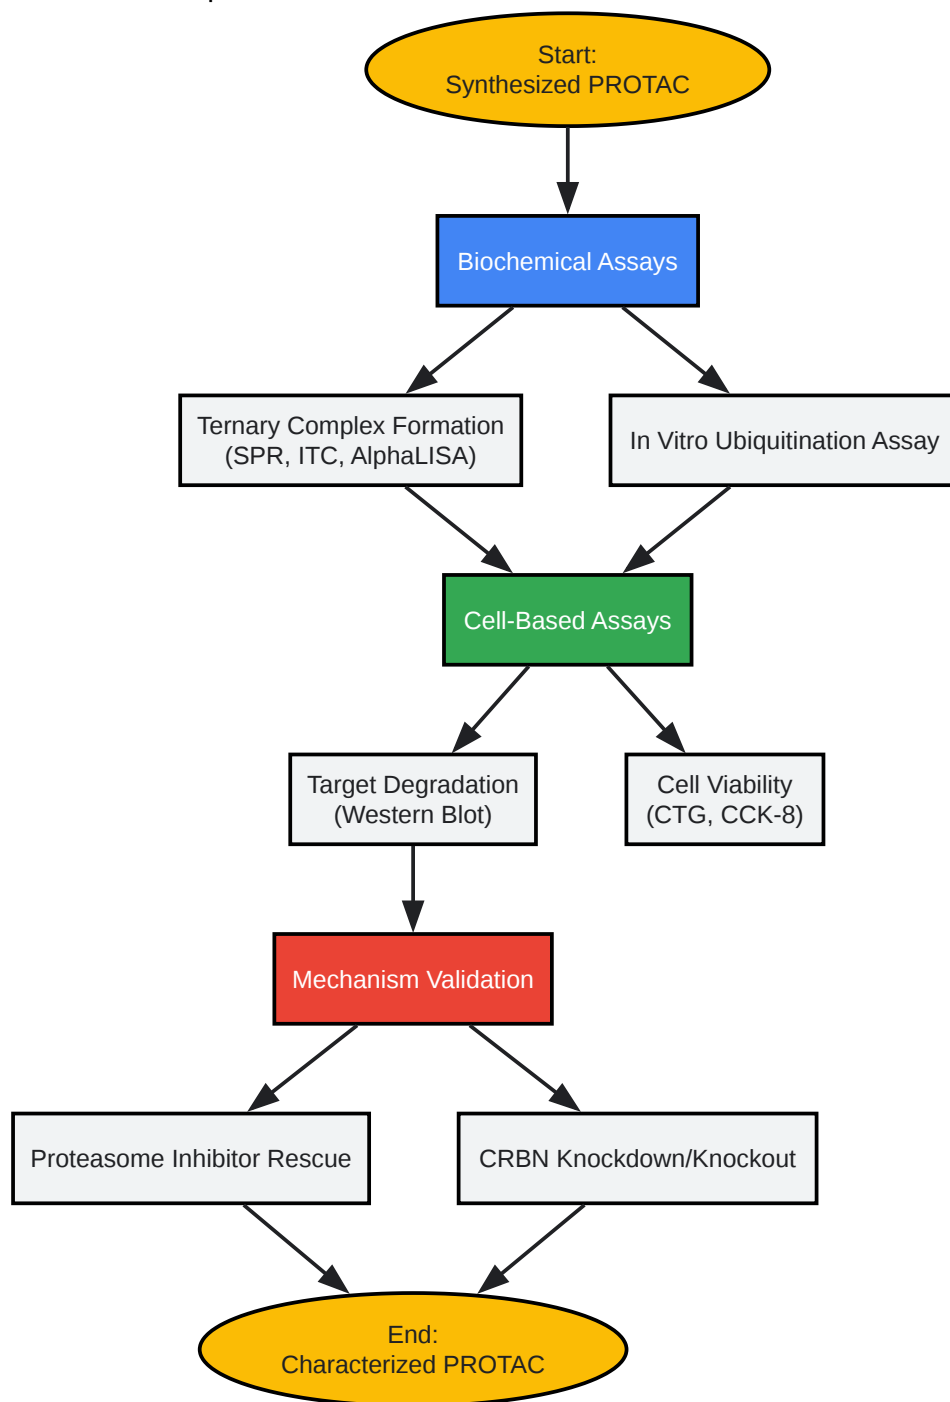 Start:
Synthesized PROTAC
Biochemical Assays
Ternary Complex Formation
(SPR, ITC, AlphaLISA)
In Vitro Ubiquitination Assay
Cell-Based Assays
Target Degradation
(Western Blot)
Cell Viability
(CTG, CCK-8)
Mechanism Validation
Proteasome Inhibitor Rescue
CRBN Knockdown/Knockout
End:
Characterized PROTAC